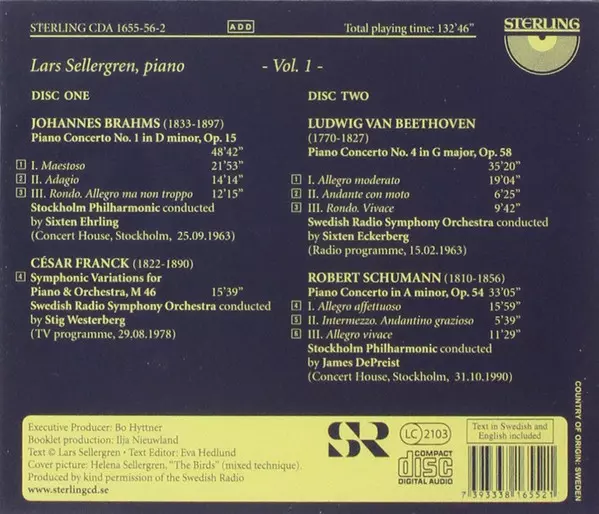 STERLING CDA 1655-56-2
ADD
Total playing time: 132'46"
STERLING
Lars Sellergren, piano
- Vol. 1 -
DISC ONE
JOHANNES BRAHMS (1833-1897)
Piano Concerto No. 1 in D minor, Op. 15
48'42"
1 I. Maestoso 21'53"
2 II. Adagio 14'14"
3 III. Rondo. Allegro ma non troppo 12'15"
Stockholm Philharmonic conducted
by Sixten Ehrling
(Concert House, Stockholm, 25.09.1963)
CÉSAR FRANCK (1822-1890)
4 Symphonic Variations for
Piano & Orchestra, M 46 15'39"
Swedish Radio Symphony Orchestra conducted
by Stig Westerberg
(TV programme, 29.08.1978)
DISC TWO
LUDWIG VAN BEETHOVEN
(1770-1827)
Piano Concerto No. 4 in G major, Op. 58
35'20"
1 I. Allegro moderato 19'04"
2 II. Andante con moto 6'25"
3 III. Rondo. Vivace 9'42"
Swedish Radio Symphony Orchestra conducted
by Sixten Eckerberg
(Radio programme, 15.02.1963)
ROBERT SCHUMANN (1810-1856)
Piano Concerto in A minor, Op. 54 33'05"
4 I. Allegro affettuoso 15'59"
5 II. Intermezzo. Andantino grazioso 5'39"
6 III. Allegro vivace 11'29"
Stockholm Philharmonic conducted
by James DePreist
(Concert House, Stockholm, 31.10.1990)
Executive Producer: Bo Hyttner
Booklet production: Ilja Nieuwland
Text © Lars Sellergren · Text Editor: Eva Hedlund
Cover picture: Helena Sellergren, "The Birds" (mixed technique).
Produced by kind permission of the Swedish Radio
www.sterlingcd.se
SR
LC 2103
COMPACT
disc
DIGITAL AUDIO
Text in Swedish and
English included
7 393338 165521
COUNTRY OF ORIGIN: SWEDEN